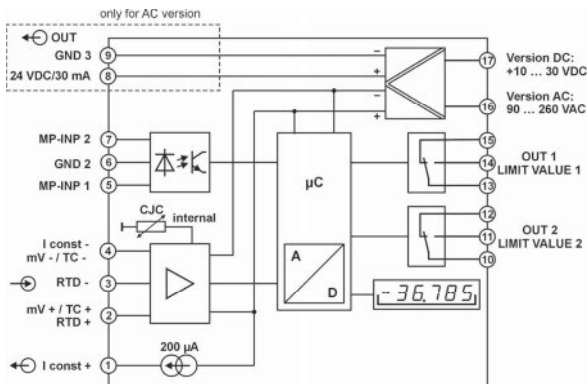 only for AC version
OUT
GND 3
9
24 VDC/30 mA
8
MP-INP 2
7
GND 2
6
MP-INP 1
5
CJC
internal
I const -
mV - / TC -
4
RTD -
3
mV + / TC +
RTD +
2
I const +
1
200 µA
µC
A
D
-
+
-
+
17
Version DC:
+10 ... 30 VDC
16
Version AC:
90 ... 260 VAC
15
14
13
OUT 1
LIMIT VALUE 1
12
11
10
OUT 2
LIMIT VALUE 2
-36.785